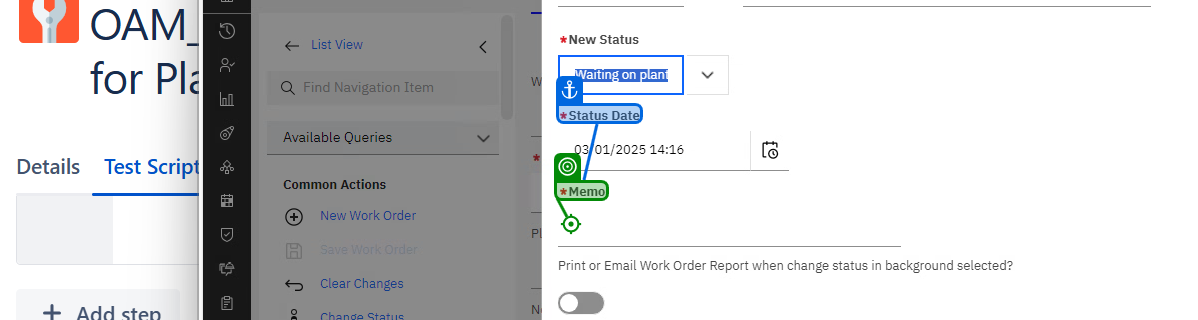 OAM_
for Pla
Details
Test Script
Add step
List View
Find Navigation Item
Available Queries
Common Actions
New Work Order
Save Work Order
Clear Changes
Change Status
W
*
Pl
N
*New Status
Waiting on plant
*Status Date
03/01/2025 14:16
*Memo
Print or Email Work Order Report when change status in background selected?